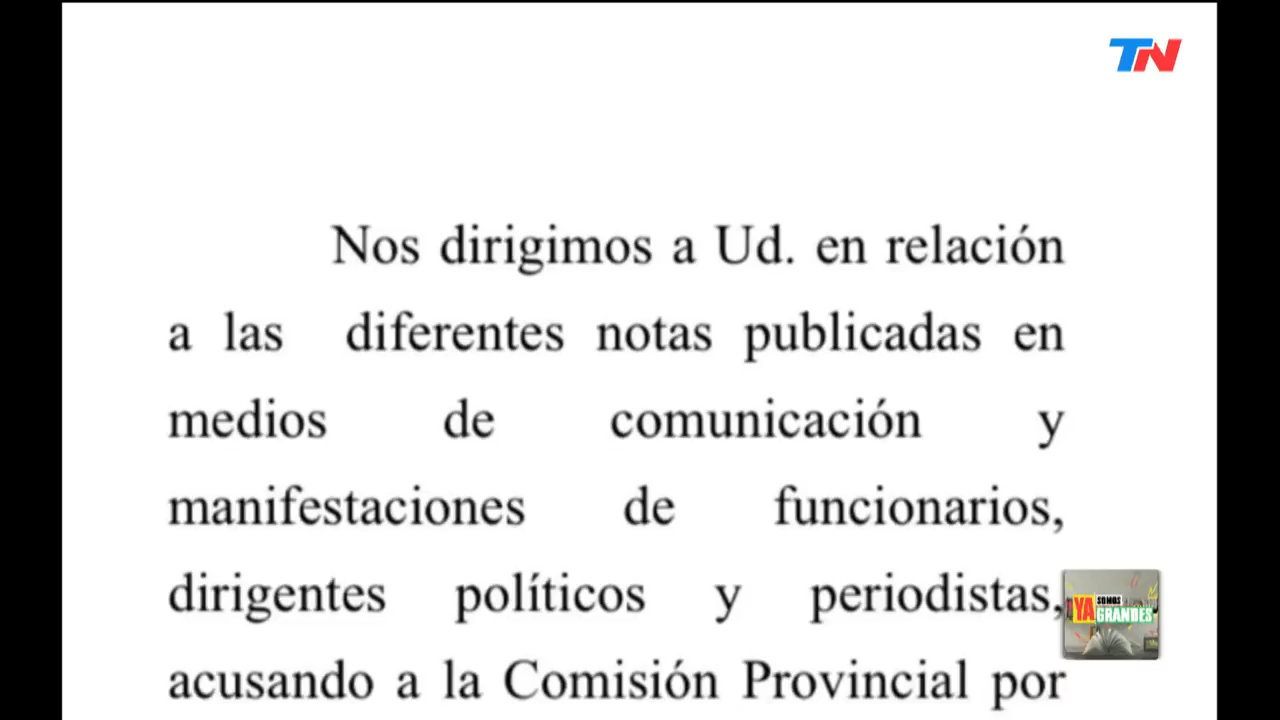 TN
Nos dirigimos a Ud. en relación
a las diferentes notas publicadas en
medios de comunicación y
manifestaciones de funcionarios,
dirigentes políticos y periodistas,
YA SOMOS
GRANDES
acusando a la Comisión Provincial por